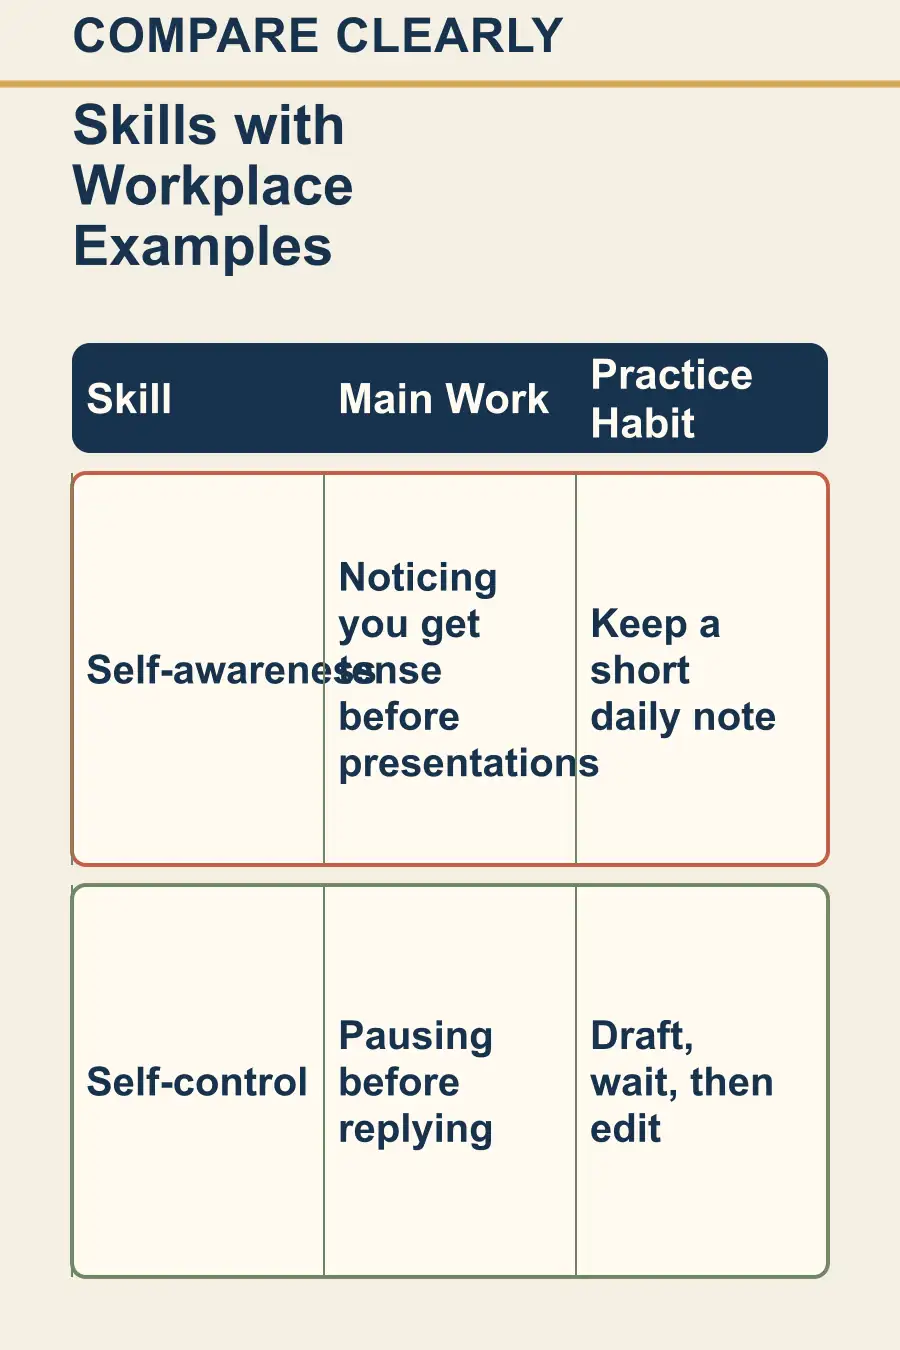 COMPARE CLEARLY
Skills with
Workplace
Examples
Skill
Main Work
Practice
Habit
Self-awareness
Noticing
you get
tense
before
presentations
Keep a
short
daily note
Self-control
Pausing
before
replying
Draft,
wait, then
edit